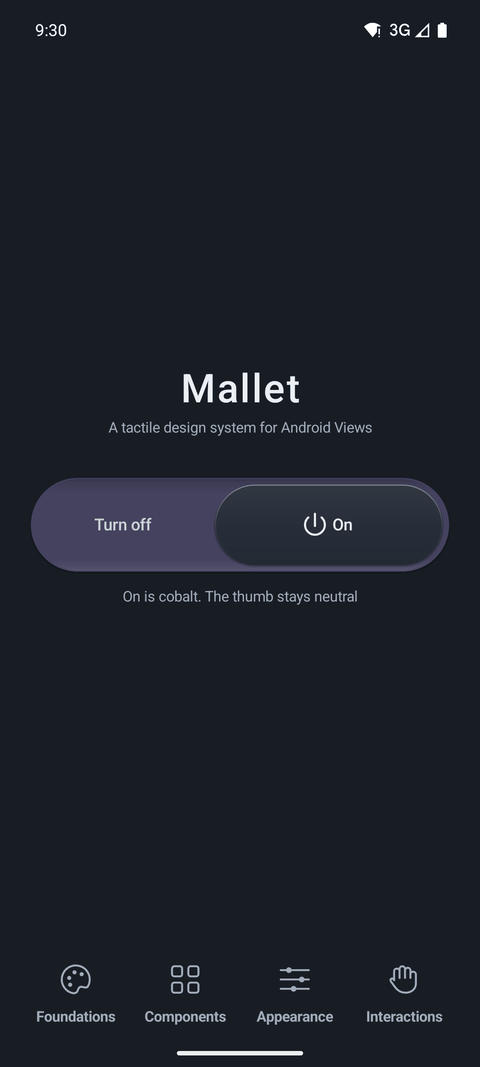 9:30
3G
Mallet
A tactile design system for Android Views
Turn off
On
On is cobalt. The thumb stays neutral
Foundations
Components
Appearance
Interactions